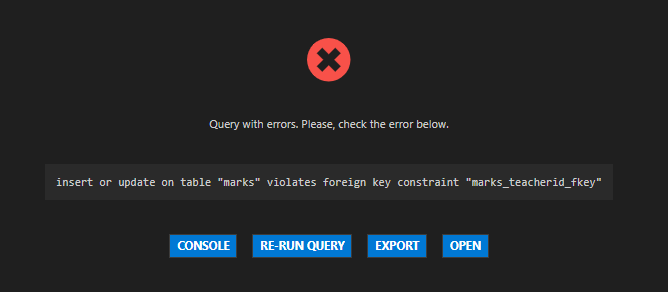 Query with errors. Please, check the error below.
insert or update on table "marks" violates foreign key constraint "marks_teacherid_fkey"
CONSOLE RE-RUN QUERY EXPORT OPEN